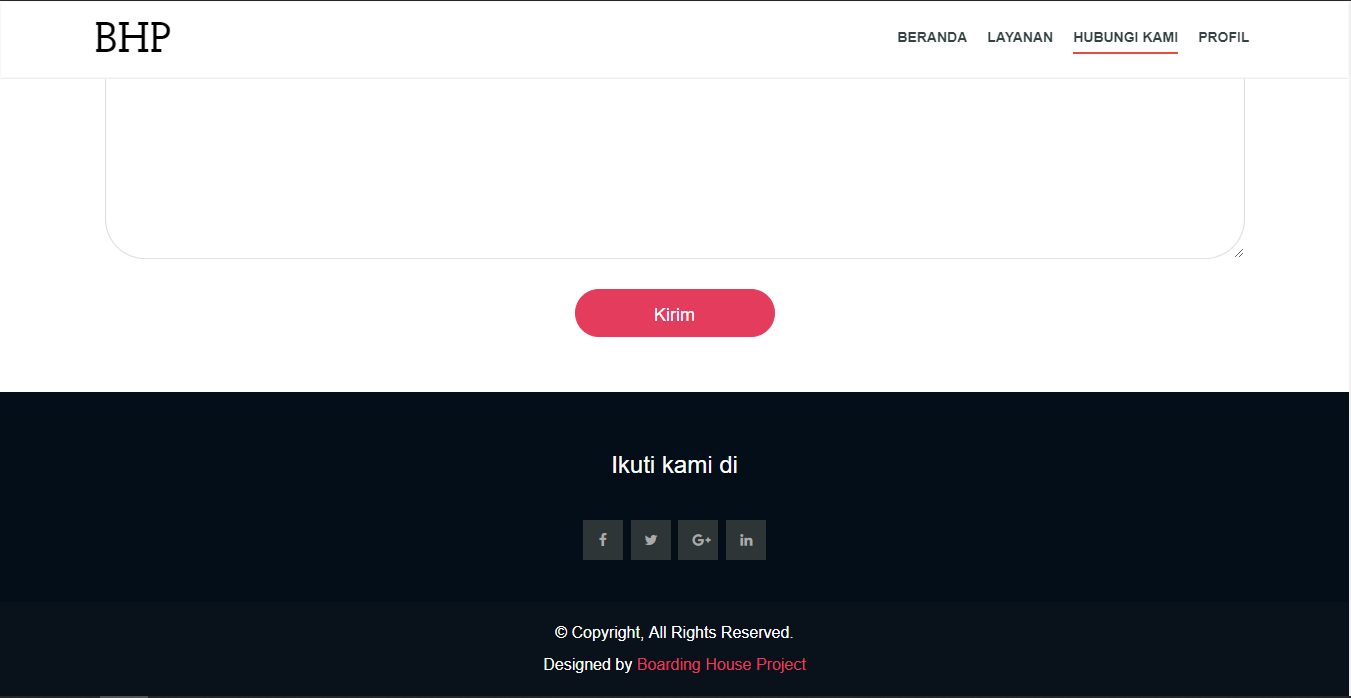 BHP
BERANDA LAYANAN HUBUNGI KAMI PROFIL
Kirim
Ikuti kami di
f G+ in
© Copyright, All Rights Reserved.
Designed by Boarding House Project